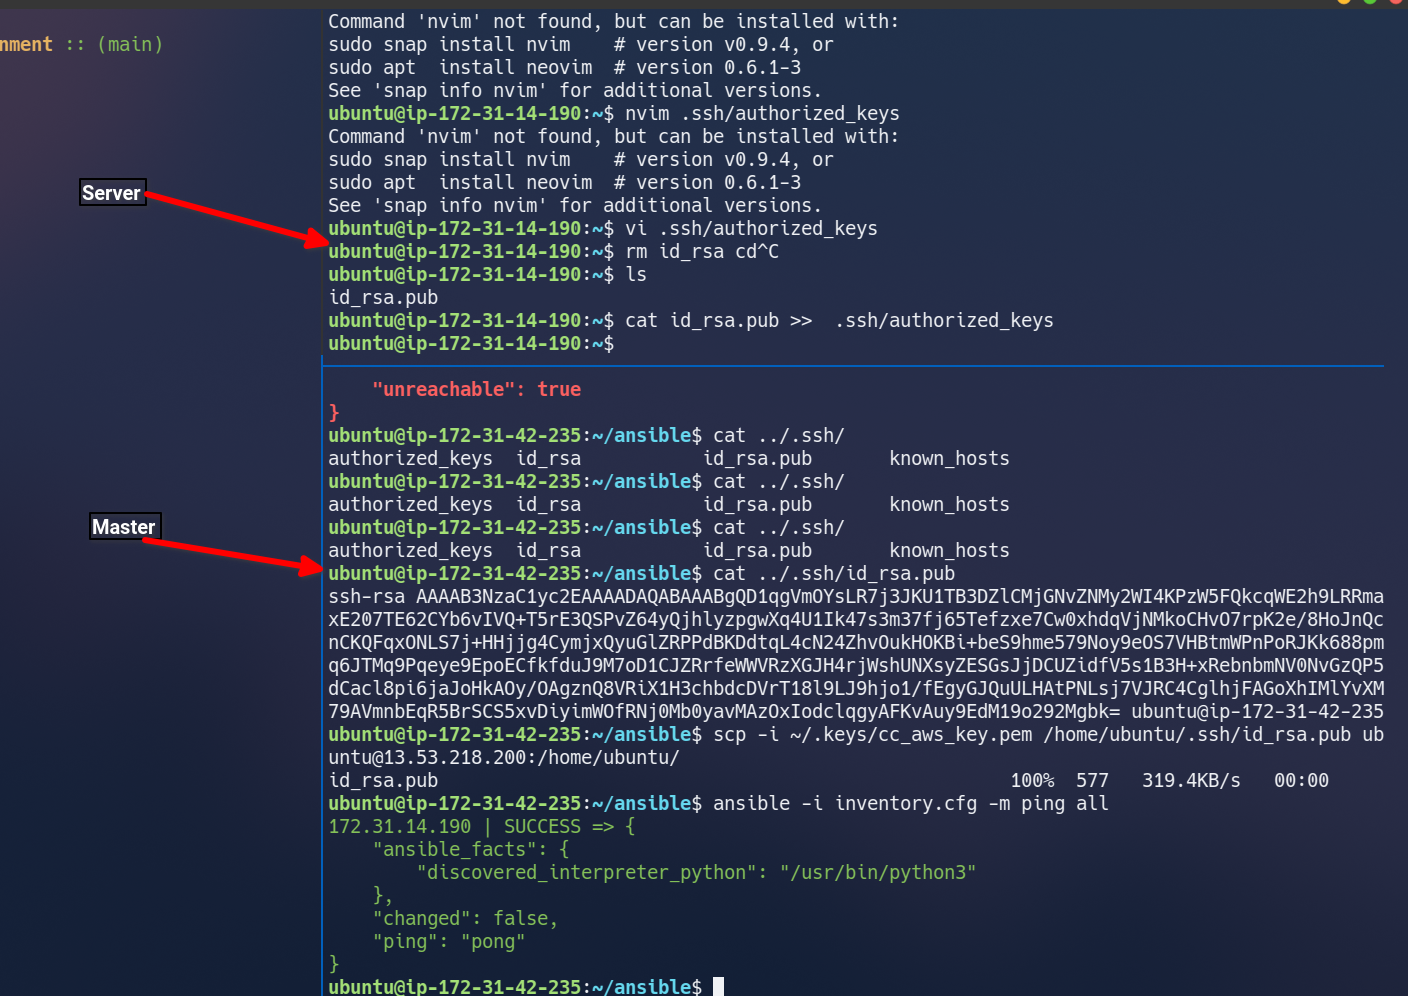 Command 'nvim' not found, but can be installed with:
nment :: (main)
sudo snap install nvim    # version v0.9.4, or
sudo apt  install neovim  # version 0.6.1-3
See 'snap info nvim' for additional versions.
ubuntu@ip-172-31-14-190:~$ nvim .ssh/authorized_keys
Command 'nvim' not found, but can be installed with:
sudo snap install nvim    # version v0.9.4, or
sudo apt  install neovim  # version 0.6.1-3
Server
See 'snap info nvim' for additional versions.
ubuntu@ip-172-31-14-190:~$ vi .ssh/authorized_keys
ubuntu@ip-172-31-14-190:~$ rm id_rsa cd^C
ubuntu@ip-172-31-14-190:~$ ls
id_rsa.pub
ubuntu@ip-172-31-14-190:~$ cat id_rsa.pub >>  .ssh/authorized_keys
ubuntu@ip-172-31-14-190:~$
"unreachable": true
}
ubuntu@ip-172-31-42-235:~/ansible$ cat ../.ssh/
authorized_keys  id_rsa           id_rsa.pub       known_hosts
ubuntu@ip-172-31-42-235:~/ansible$ cat ../.ssh/
authorized_keys  id_rsa           id_rsa.pub       known_hosts
Master
ubuntu@ip-172-31-42-235:~/ansible$ cat ../.ssh/
authorized_keys  id_rsa           id_rsa.pub       known_hosts
ubuntu@ip-172-31-42-235:~/ansible$ cat ../.ssh/id_rsa.pub
ssh-rsa AAAAB3NzaC1yc2EAAAADAQABAAABgQD1qgVmOYsLR7j3JKU1TB3DZlCMjGNvZNMy2WI4KPzW5FQkcqWE2h9LRRma
xE207TE62CYb6vIVQ+T5rE3QSPvZ64yQjhlyzpgwXq4U1Ik47s3m37fj65Tefzxe7Cw0xhdqVjNMkoCHvO7rpK2e/8HoJnQc
nCKQFqxONLS7j+HHjjg4CymjxQyuGlZRPPdBKDdtqL4cN24ZhvOukHOKBi+beS9hme579Noy9eOS7VHBtmWPnPoRJKk688pm
q6JTMq9Pqeye9EpoECfkfduJ9M7oD1CJZRrfeWWVRzXGJH4rjWshUNXsyZESGsJjDCUZidfV5s1B3H+xRebnbmNV0NvGzQP5
dCacl8pi6jaJoHkAOy/OAgznQ8VRiX1H3chbdcDVrT18l9LJ9hjo1/fEgyGJQuULHAtPNLsj7VJRC4CglhjFAGoXhIMlYvXM
79AVmnbEqR5BrSCS5xvDiyimWOfRNj0Mb0yavMAzOxIodclqgyAFKvAuy9EdM19o292Mgbk= ubuntu@ip-172-31-42-235
ubuntu@ip-172-31-42-235:~/ansible$ scp -i ~/.keys/cc_aws_key.pem /home/ubuntu/.ssh/id_rsa.pub ub
untu@13.53.218.200:/home/ubuntu/
id_rsa.pub                                                    100%  577   319.4KB/s   00:00
ubuntu@ip-172-31-42-235:~/ansible$ ansible -i inventory.cfg -m ping all
172.31.14.190 | SUCCESS => {
"ansible_facts": {
"discovered_interpreter_python": "/usr/bin/python3"
},
"changed": false,
"ping": "pong"
}
ubuntu@ip-172-31-42-235:~/ansible$